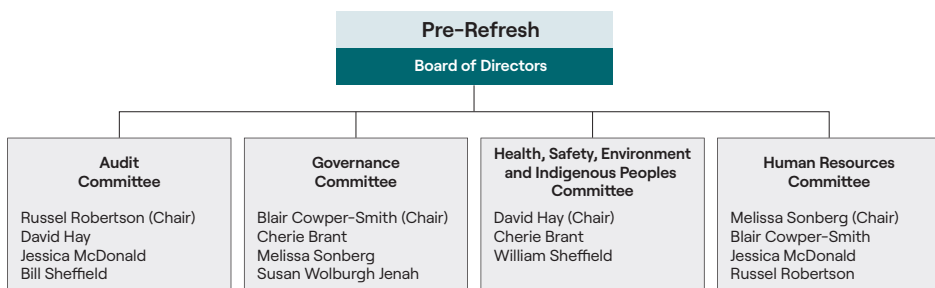 Pre-Refresh
Board of Directors
Audit
Committee
Russel Robertson (Chair)
David Hay
Jessica McDonald
Bill Sheffield
Governance
Committee
Blair Cowper-Smith (Chair)
Cherie Brant
Melissa Sonberg
Susan Wolburgh Jenah
Health, Safety, Environment
and Indigenous Peoples
Committee
David Hay (Chair)
Cherie Brant
William Sheffield
Human Resources
Committee
Melissa Sonberg (Chair)
Blair Cowper-Smith
Jessica McDonald
Russel Robertson